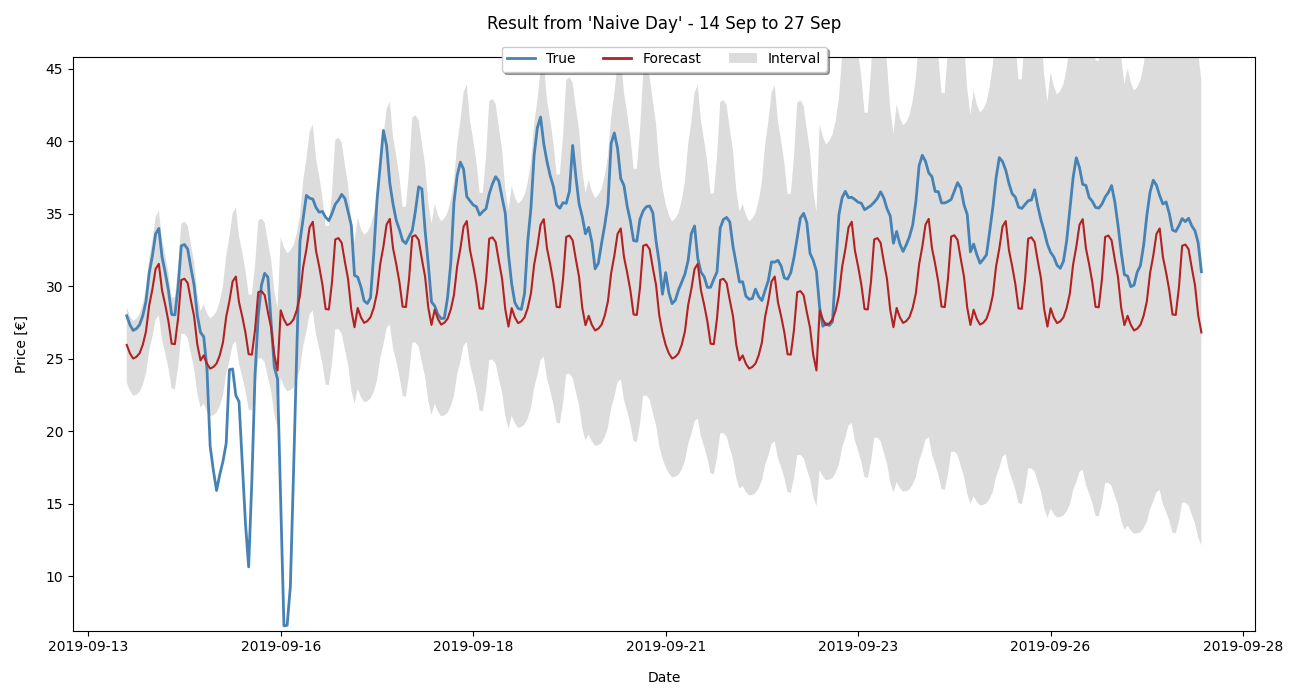 Result from 'Naive Day' - 14 Sep to 27 Sep
True Forecast Interval
45
40
35
30
25
20
15
10
Price [€]
2019-09-13 2019-09-16 2019-09-18 2019-09-21 2019-09-23 2019-09-26 2019-09-28
Date